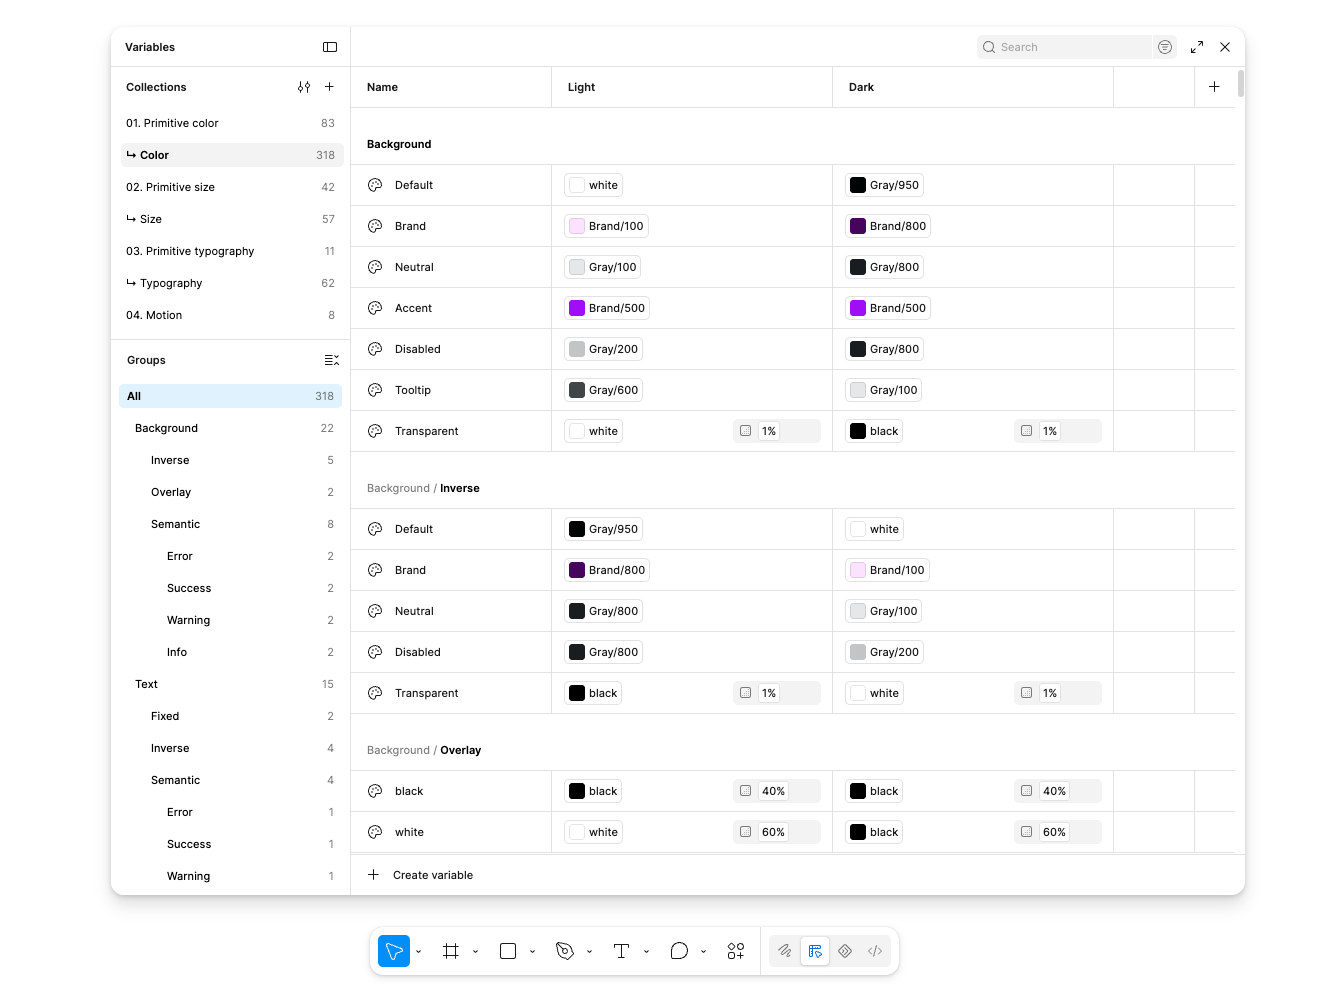 Variables
Search
Collections
01. Primitive color 83
Color 318
02. Primitive size 42
Size 57
03. Primitive typography 11
Typography 62
04. Motion 8
Groups
All 318
Background 22
Inverse 5
Overlay 2
Semantic 8
Error 2
Success 2
Warning 2
Info 2
Text 15
Fixed 2
Inverse 4
Semantic 4
Error 1
Success 1
Warning 1
Name Light Dark
Background
Default white Gray/950
Brand Brand/100 Brand/800
Neutral Gray/100 Gray/800
Accent Brand/500 Brand/500
Disabled Gray/200 Gray/800
Tooltip Gray/600 Gray/100
Transparent white 1% black 1%
Background / Inverse
Default Gray/950 white
Brand Brand/800 Brand/100
Neutral Gray/800 Gray/100
Disabled Gray/800 Gray/200
Transparent black 1% white 1%
Background / Overlay
black black 40% black 40%
white white 60% black 60%
Create variable